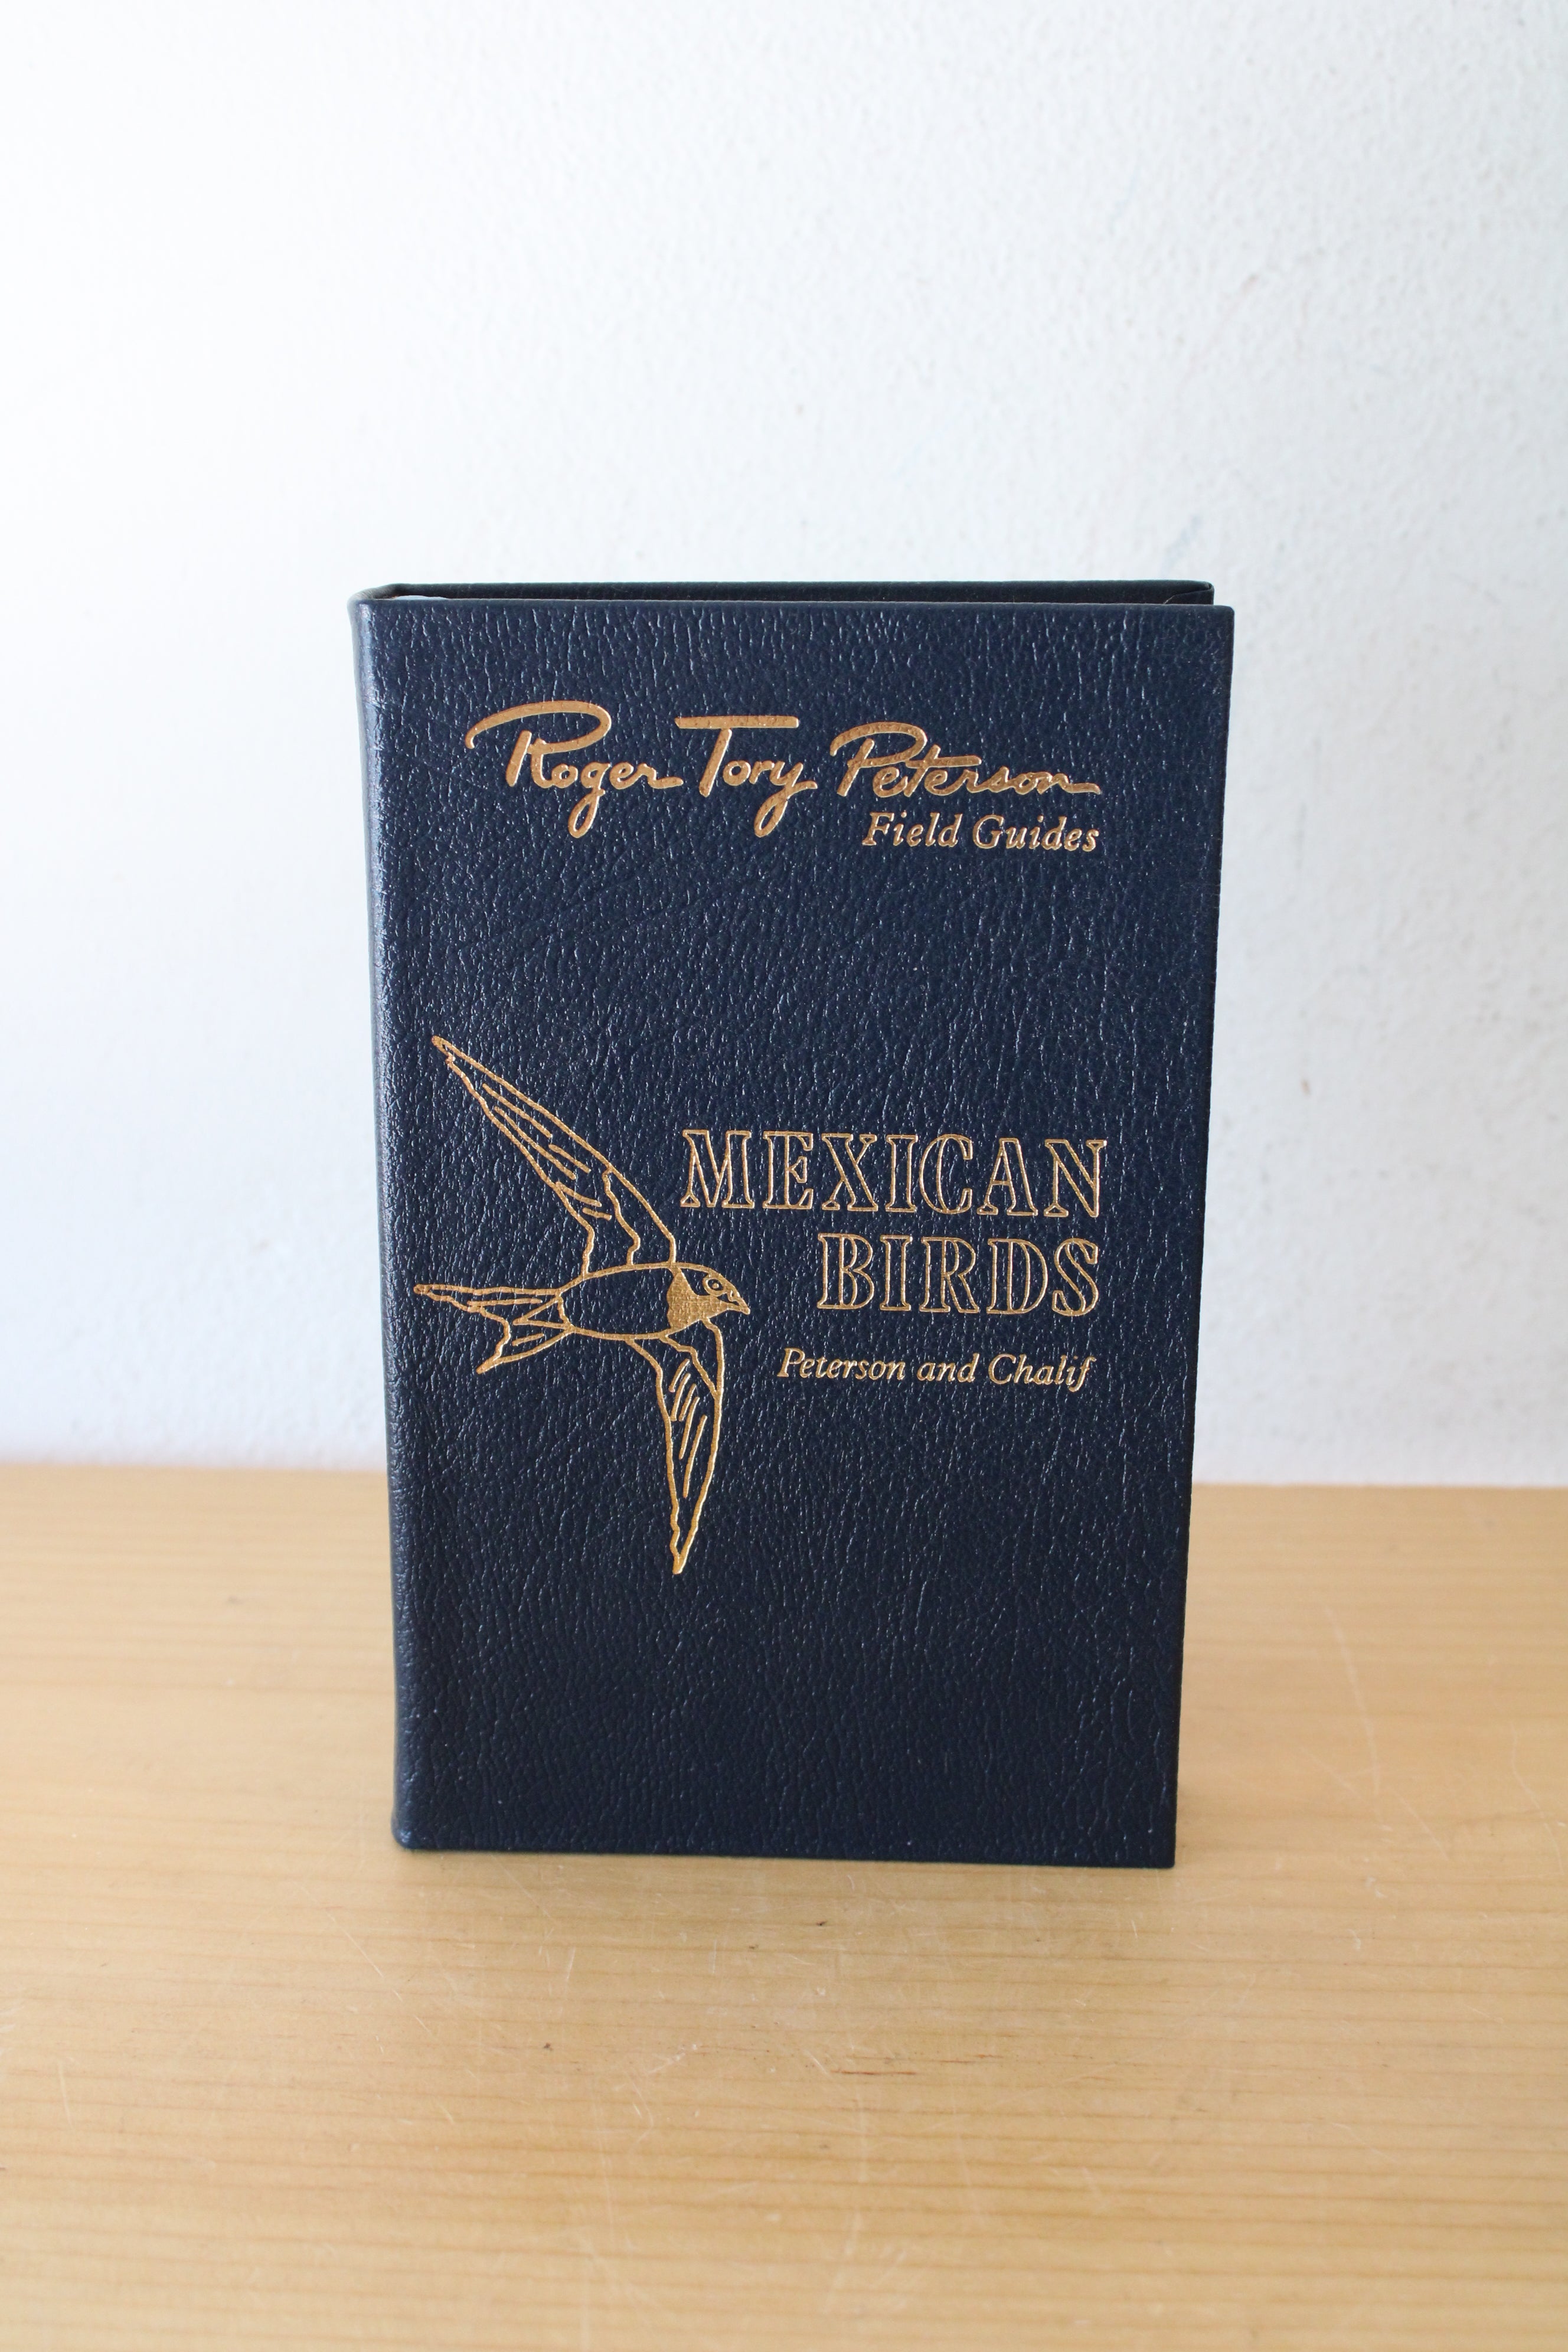 Roger Tory Peterson
Field Guides
MEXICAN
BIRDS
Peterson and Chalif